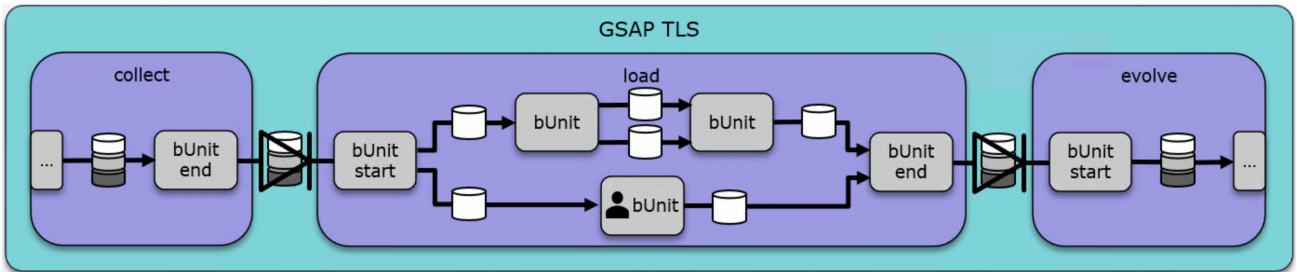 GSAP TLS
collect
...
bUnit
end
load
bUnit
start
bUnit
bUnit
bUnit
bUnit
end
evolve
bUnit
start
...